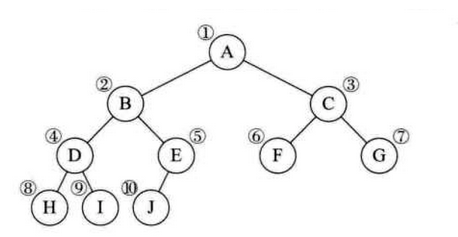 ① A
② B ③ C
④ D ⑤ E ⑥ F ⑦ G
⑧ H ⑨ I ⑩ J